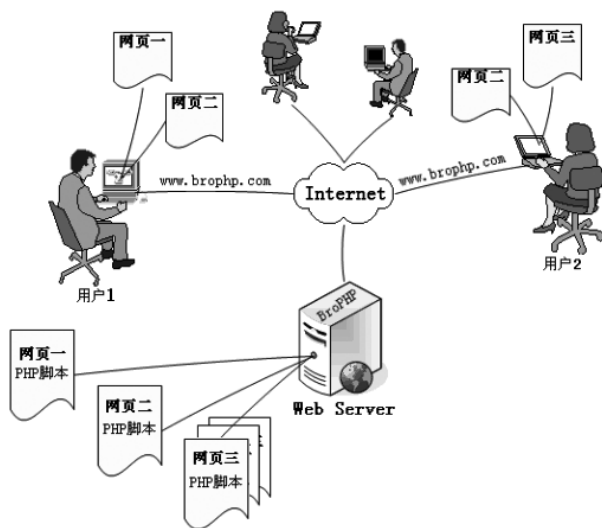 网页一
网页二
网页三
网页二
www.brophp.com
Internet
www.brophp.com
用户1
用户2
BroPHP
Web Server
网页一
PHP脚本
网页二
PHP脚本
网页三
PHP脚本